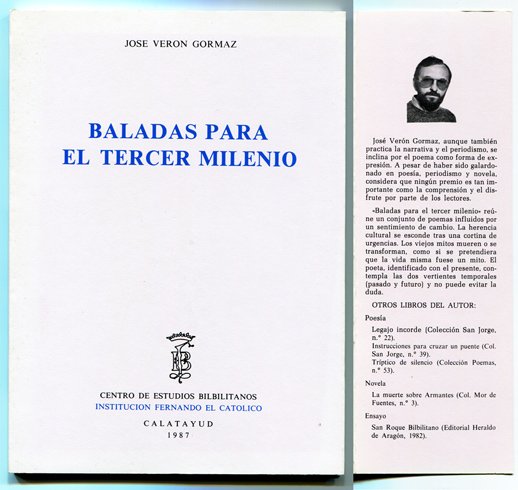 JOSE VERON GORMAZ
BALADAS PARA
EL TERCER MILENIO
CENTRO DE ESTUDIOS BILBILITANOS
INSTITUCION FERNANDO EL CATOLICO
CALATAYUD
1987
José Verón Gormaz, aunque también
practica la narrativa y el periodismo, se
inclina por el poema como forma de ex-
presión. A pesar de haber sido galardo-
nado en poesía, periodismo y novela,
considera que ningún premio es tan im-
portante como la comprensión y el dis-
frute por parte de los lectores.
«Baladas para el tercer milenio» reú-
ne un conjunto de poemas influidos por
un sentimiento de cambio. La herencia
cultural se esconde tras una cortina de
urgencias. Los viejos mitos mueren o se
transforman, como si se pretendiera
que la vida misma fuese un mito. El
poeta, identificado con el presente, con-
templa las dos vertientes temporales
(pasado y futuro) y no puede evitar la
duda.
OTROS LIBROS DEL AUTOR:
Poesía
Legajo incorde (Colección San Jorge,
n.º 22).
Instrucciones para cruzar un puente (Col.
San Jorge, n.º 39).
Tríptico de silencio (Colección Poemas,
n.º 53).
Novela
La muerte sobre Armantes (Col. Mor de
Fuentes, n.º 3).
Ensayo
San Roque Bilbilitano (Editorial Heraldo
de Aragón, 1982).